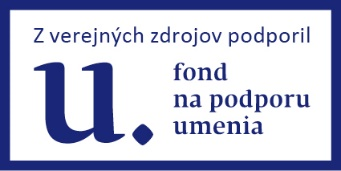 Z verejných zdrojov podporil
u.
fond
na podporu
umenia